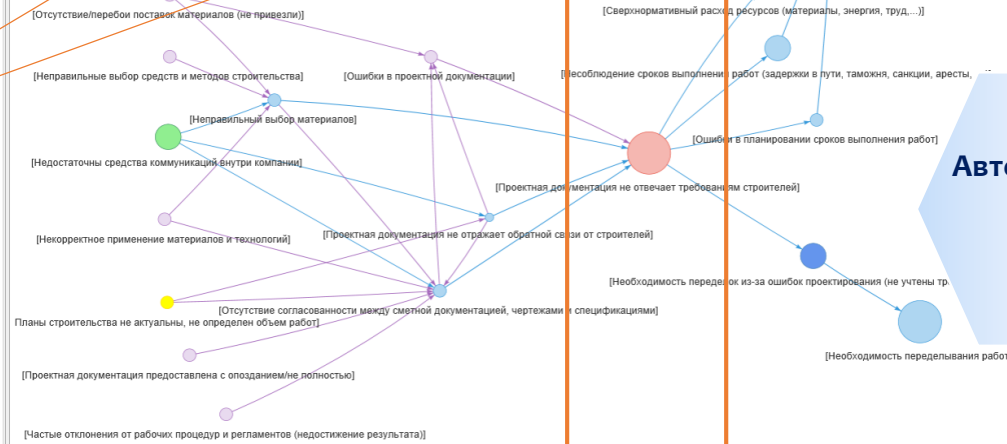 [Сверхнормативный расход ресурсов (материалы, энергия, труд,...)]
[Отсутствие/перебои поставок материалов (не привезли)]
[Неправильные выбор средств и методов строительства]
[Ошибки в проектной документации]
[Несоблюдение сроков выполнения работ (задержки в пути, таможня, санкции, аресты,
[Неправильный выбор материалов]
[Ошибки в планировании сроков выполнения работ]
[Недостаточны средства коммуникаций внутри компании]
Авто
[Проектная документация не отвечает требованиям строителей]
[Некорректное применение материалов и технологий]
[Проектная документация не отражает обратной связи от строителей]
[Необходимость переделок из-за ошибок проектирования (не учтены тр
[Отсутствие согласованности между сметной документацией, чертежами и спецификациями]
Планы строительства не актуальны, не определен объем работ]
[Необходимость переделывания работ
[Проектная документация предоставлена с опозданием/не полностью]
[Частые отклонения от рабочих процедур и регламентов (недостижение результата)]